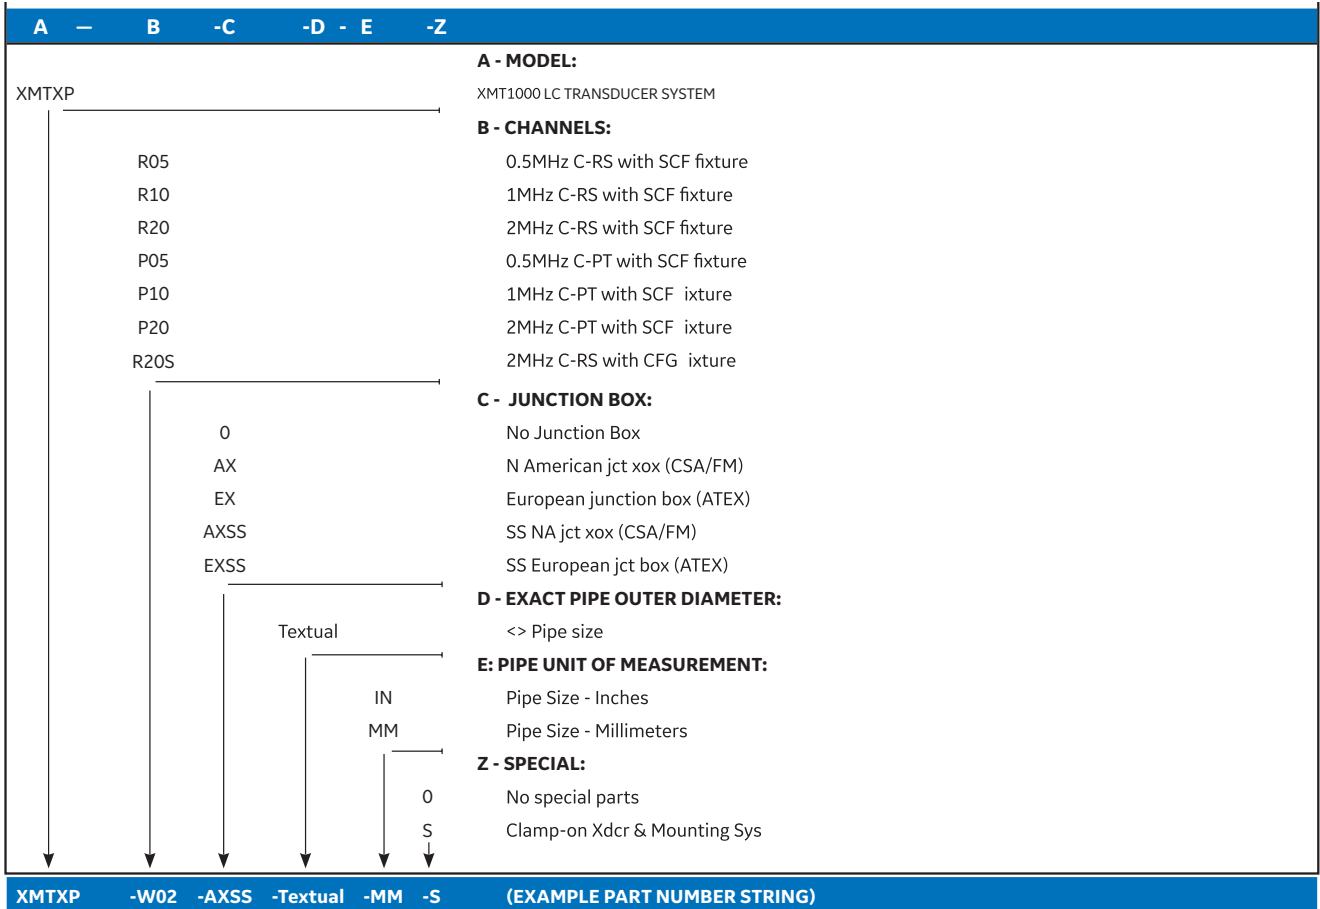 A — B -C -D - E -Z
A - MODEL:
XMTXP XMT1000 LC TRANSDUCER SYSTEM
B - CHANNELS:
R05 0.5MHz C-RS with SCF fixture
R10 1MHz C-RS with SCF fixture
R20 2MHz C-RS with SCF fixture
P05 0.5MHz C-PT with SCF fixture
P10 1MHz C-PT with SCF ixture
P20 2MHz C-PT with SCF ixture
R20S 2MHz C-RS with CFG ixture
C - JUNCTION BOX:
0 No Junction Box
AX N American jct xox (CSA/FM)
EX European junction box (ATEX)
AXSS SS NA jct xox (CSA/FM)
EXSS SS European jct box (ATEX)
D - EXACT PIPE OUTER DIAMETER:
Textual <> Pipe size
E: PIPE UNIT OF MEASUREMENT:
IN Pipe Size - Inches
MM Pipe Size - Millimeters
Z - SPECIAL:
0 No special parts
S Clamp-on Xdcr & Mounting Sys
XMTXP -W02 -AXSS -Textual -MM -S (EXAMPLE PART NUMBER STRING)